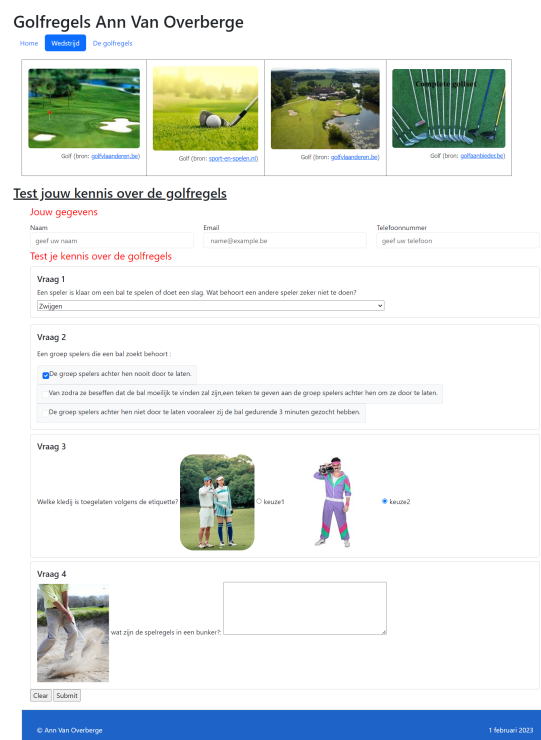 Golfregels Ann Van Overberge
Home Wedstrijd De golfregels
Complete golfset
Golf (bron: golfvlaanderen.be)
Golf (bron: sport-en-spelen.nl)
Golf (bron: golfvlaanderen.be)
Golf (bron: golfaanbieder.be)
Test jouw kennis over de golfregels
Jouw gegevens
Naam Email Telefoonnummer
geef uw naam name@example.be geef uw telefoon
Test je kennis over de golfregels
Vraag 1
Een speler is klaar om een bal te spelen of doet een slag. Wat behoort een andere speler zeker niet te doen?
Zwijgen
Vraag 2
Een groep spelers die een bal zoekt behoort :
De groep spelers achter hen nooit door te laten.
Van zodra ze beseffen dat de bal moeilijk te vinden zal zijn,een teken te geven aan de groep spelers achter hen om ze door te laten.
De groep spelers achter hen niet door te laten vooraleer zij de bal gedurende 3 minuten gezocht hebben.
Vraag 3
Welke kledij is toegelaten volgens de etiquette? keuze1 keuze2
Vraag 4
wat zijn de spelregels in een bunker?:
Clear Submit
© Ann Van Overberge 1 februari 2023